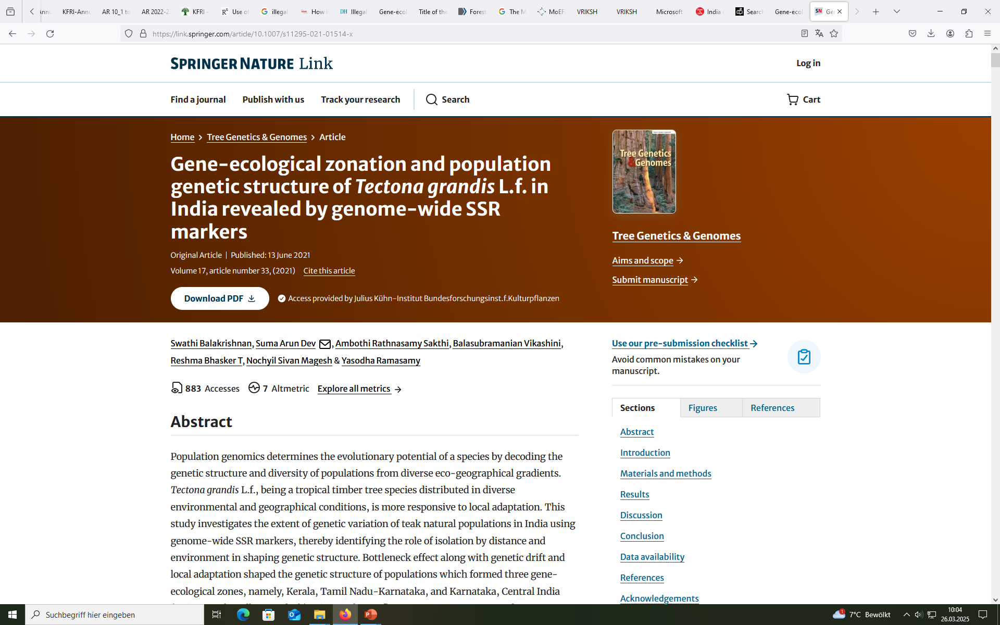 KFRI-Annu
AR 10_1 to
AR 2022-2
KFRI -
Use of
illegal
How i
Illegal
Gene-ecol
Title of the
Forest
The M
MoEF
VRIKSH
VRIKSH
Microsoft
India
Search
Gene-ecol
Ge
https://link.springer.com/article/10.1007/s11295-021-01514-x
SPRINGER NATURE Link
Log in
Find a journal Publish with us Track your research Search Cart
Home > Tree Genetics & Genomes > Article
Gene-ecological zonation and population
genetic structure of Tectona grandis L.f. in
India revealed by genome-wide SSR
markers
Original Article | Published: 13 June 2021
Volume 17, article number 33, (2021) Cite this article
Download PDF Access provided by Julius Kühn-Institut Bundesforschungsinst.f.Kulturpflanzen
Tree Genetics
& Genomes
Tree Genetics & Genomes
Aims and scope →
Submit manuscript →
Swathi Balakrishnan, Suma Arun Dev , Ambothi Rathnasamy Sakthi, Balasubramanian Vikashini,
Reshma Bhasker T, Nochyil Sivan Magesh & Yasodha Ramasamy
883 Accesses 7 Altmetric Explore all metrics →
Abstract
Population genomics determines the evolutionary potential of a species by decoding the
genetic structure and diversity of populations from diverse eco-geographical gradients.
Tectona grandis L.f., being a tropical timber tree species distributed in diverse
environmental and geographical conditions, is more responsive to local adaptation. This
study investigates the extent of genetic variation of teak natural populations in India using
genome-wide SSR markers, thereby identifying the role of isolation by distance and
environment in shaping genetic structure. Bottleneck effect along with genetic drift and
local adaptation shaped the genetic structure of populations which formed three gene-
ecological zones, namely, Kerala, Tamil Nadu-Karnataka, and Karnataka, Central India
Use our pre-submission checklist →
Avoid common mistakes on your
manuscript.
Sections Figures References
Abstract
Introduction
Materials and methods
Results
Discussion
Conclusion
Data availability
References
Acknowledgements
Suchbegriff hier eingeben
1
7°C Bewölkt
10:04
26.03.2025